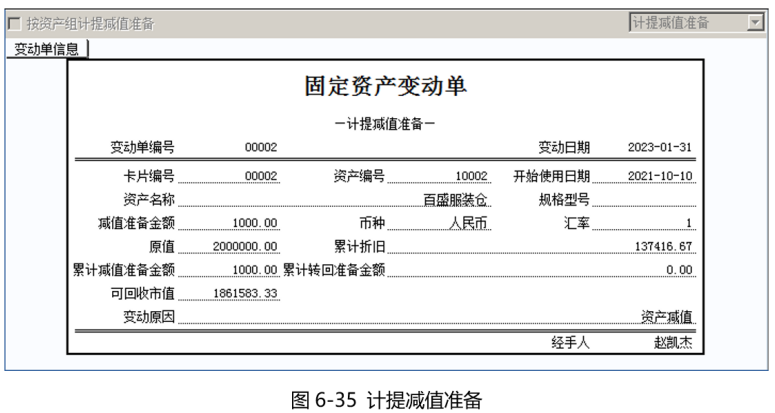 按资产组计提减值准备 计提减值准备
变动单信息
固定资产变动单
－计提减值准备－
变动单编号 00002 变动日期 2023-01-31
卡片编号 00002 资产编号 10002 开始使用日期 2021-10-10
资产名称 百盛服装仓 规格型号
减值准备金额 1000.00 币种 人民币 汇率 1
原值 2000000.00 累计折旧 137416.67
累计减值准备金额 1000.00 累计转回准备金额 0.00
可回收市值 1861583.33
变动原因 资产减值
经手人 赵凯杰
图 6-35 计提减值准备